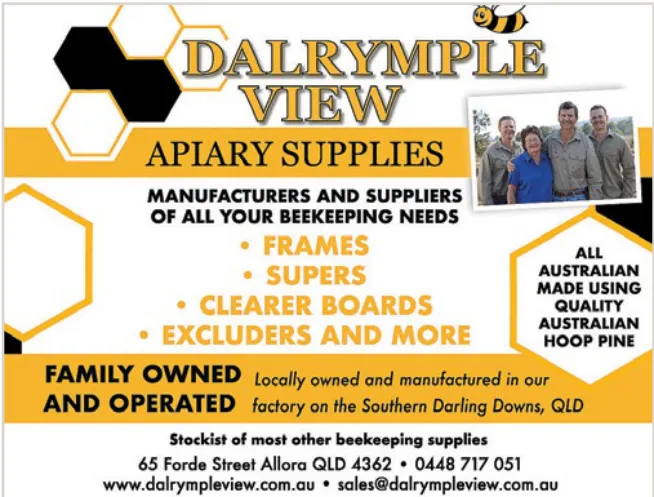 DALRYMPLE
VIEW
APIARY SUPPLIES
MANUFACTURERS AND SUPPLIERS
OF ALL YOUR BEEKEEPING NEEDS
• FRAMES
• SUPERS
• CLEARER BOARDS
• EXCLUDERS AND MORE
ALL
AUSTRALIAN
MADE USING
QUALITY
AUSTRALIAN
HOOP PINE
FAMILY OWNED
AND OPERATED
Locally owned and manufactured in our
factory on the Southern Darling Downs, QLD
Stockist of most other beekeeping supplies
65 Forde Street Allora QLD 4362 • 0448 717 051
www.dalrympleview.com.au • sales@dalrympleview.com.au